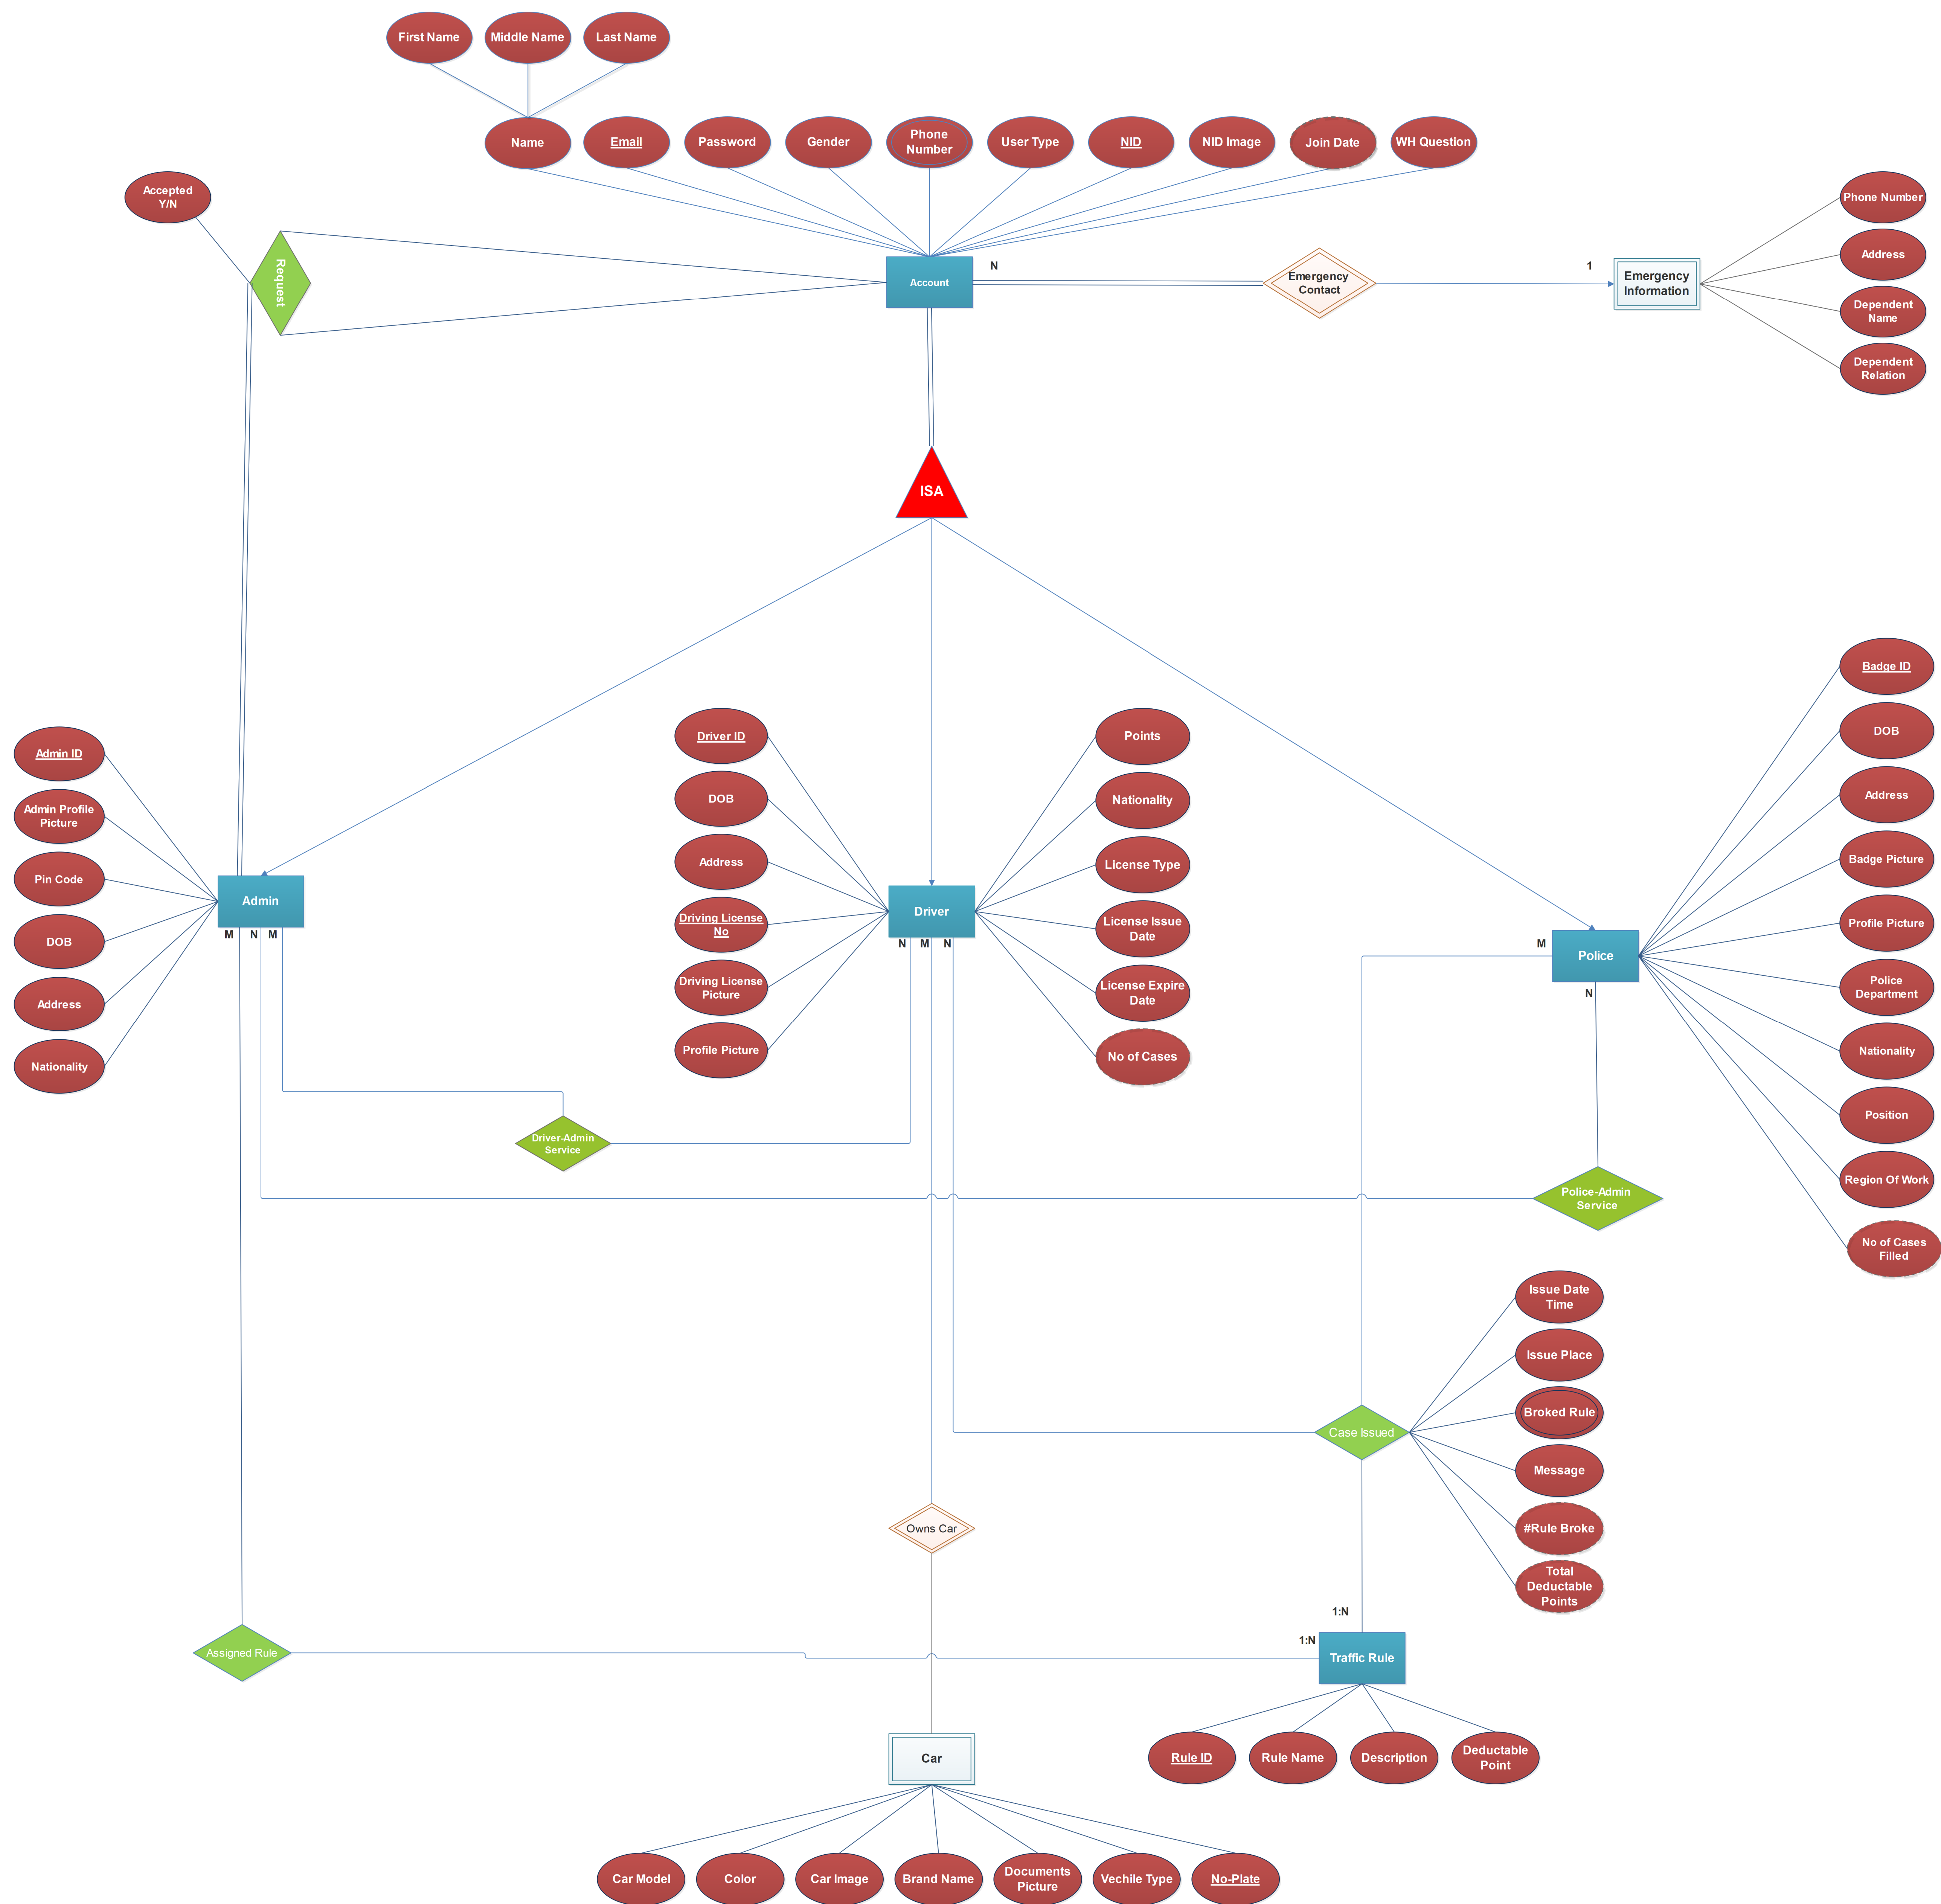 First Name
Middle Name
Last Name
Name
Email
Password
Gender
Phone
Number
User Type
NID
NID Image
Join Date
WH Question
Accepted
Y/N
Request
Account
N
Emergency
Contact
1
Emergency
Information
Phone Number
Address
Dependent
Name
Dependent
Relation
ISA
Admin ID
Admin Profile
Picture
Pin Code
DOB
Address
Nationality
Admin
M
N
M
Driver ID
DOB
Address
Driving License
No
Driving License
Picture
Profile Picture
Driver
N
M
N
Points
Nationality
License Type
License Issue
Date
License Expire
Date
No of Cases
Police
M
N
Badge ID
DOB
Address
Badge Picture
Profile Picture
Police
Department
Nationality
Position
Region Of Work
No of Cases
Filled
Driver-Admin
Service
Police-Admin
Service
Case Issued
Issue Date
Time
Issue Place
Broked Rule
Message
#Rule Broke
Total
Deductable
Points
Owns Car
1:N
1:N
Assigned Rule
Traffic Rule
Rule ID
Rule Name
Description
Deductable
Point
Car
Car Model
Color
Car Image
Brand Name
Documents
Picture
Vechile Type
No-Plate